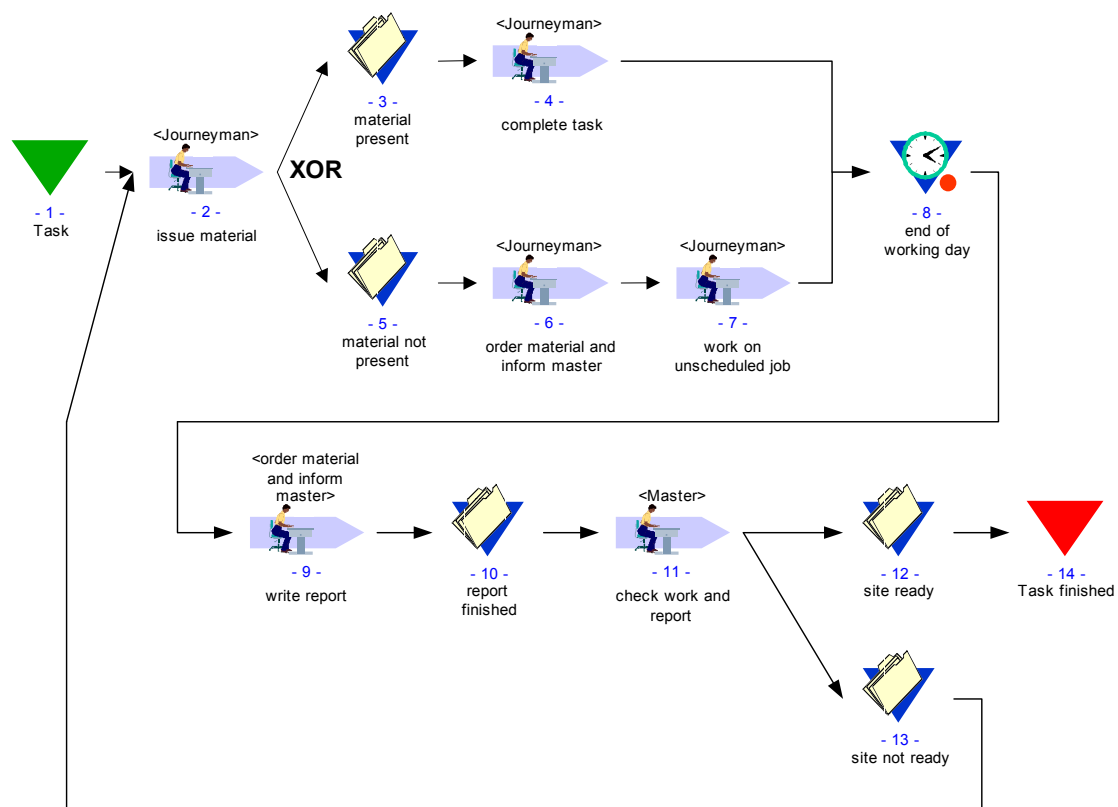 <Journeyman>
- 3 -
material
present
<Journeyman>
- 4 -
complete task
- 1 -
Task
<Journeyman>
- 2 -
issue material
XOR
- 5 -
material not
present
<Journeyman>
- 6 -
order material and
inform master
<Journeyman>
- 7 -
work on
unscheduled job
- 8 -
end of
working day
<order material
and inform
master>
- 9 -
write report
- 10 -
report
finished
<Master>
- 11 -
check work and
report
- 12 -
site ready
- 14 -
Task finished
- 13 -
site not ready